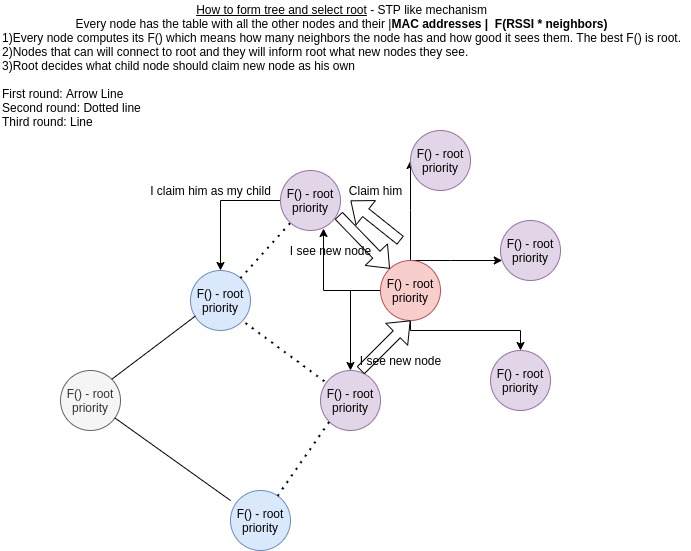 How to form tree and select root - STP like mechanism
Every node has the table with all the other nodes and their |MAC addresses | F(RSSI * neighbors)
1)Every node computes its F() which means how many neighbors the node has and how good it sees them. The best F() is root.
2)Nodes that can will connect to root and they will inform root what new nodes they see.
3)Root decides what child node should claim new node as his own
First round: Arrow Line
Second round: Dotted line
Third round: Line
F() - root
priority
I claim him as my child
F() - root
priority
Claim him
I see new node
F() - root
priority
F() - root
priority
F() - root
priority
I see new node
F() - root
priority
F() - root
priority
F() - root
priority
F() - root
priority